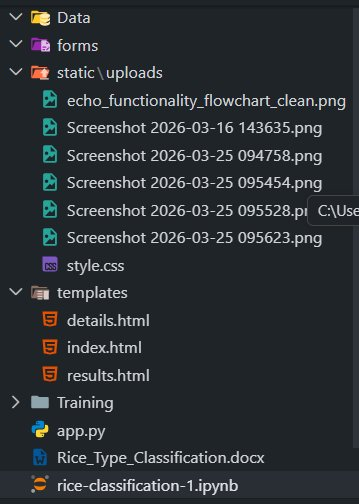 Data
forms
static\uploads
echo_functionality_flowchart_clean.png
Screenshot 2026-03-16 143635.png
Screenshot 2026-03-25 094758.png
Screenshot 2026-03-25 095454.png
Screenshot 2026-03-25 095528.pr C:\Use
Screenshot 2026-03-25 095623.png
style.css
templates
details.html
index.html
results.html
Training
app.py
Rice_Type_Classification.docx
rice-classification-1.ipynb